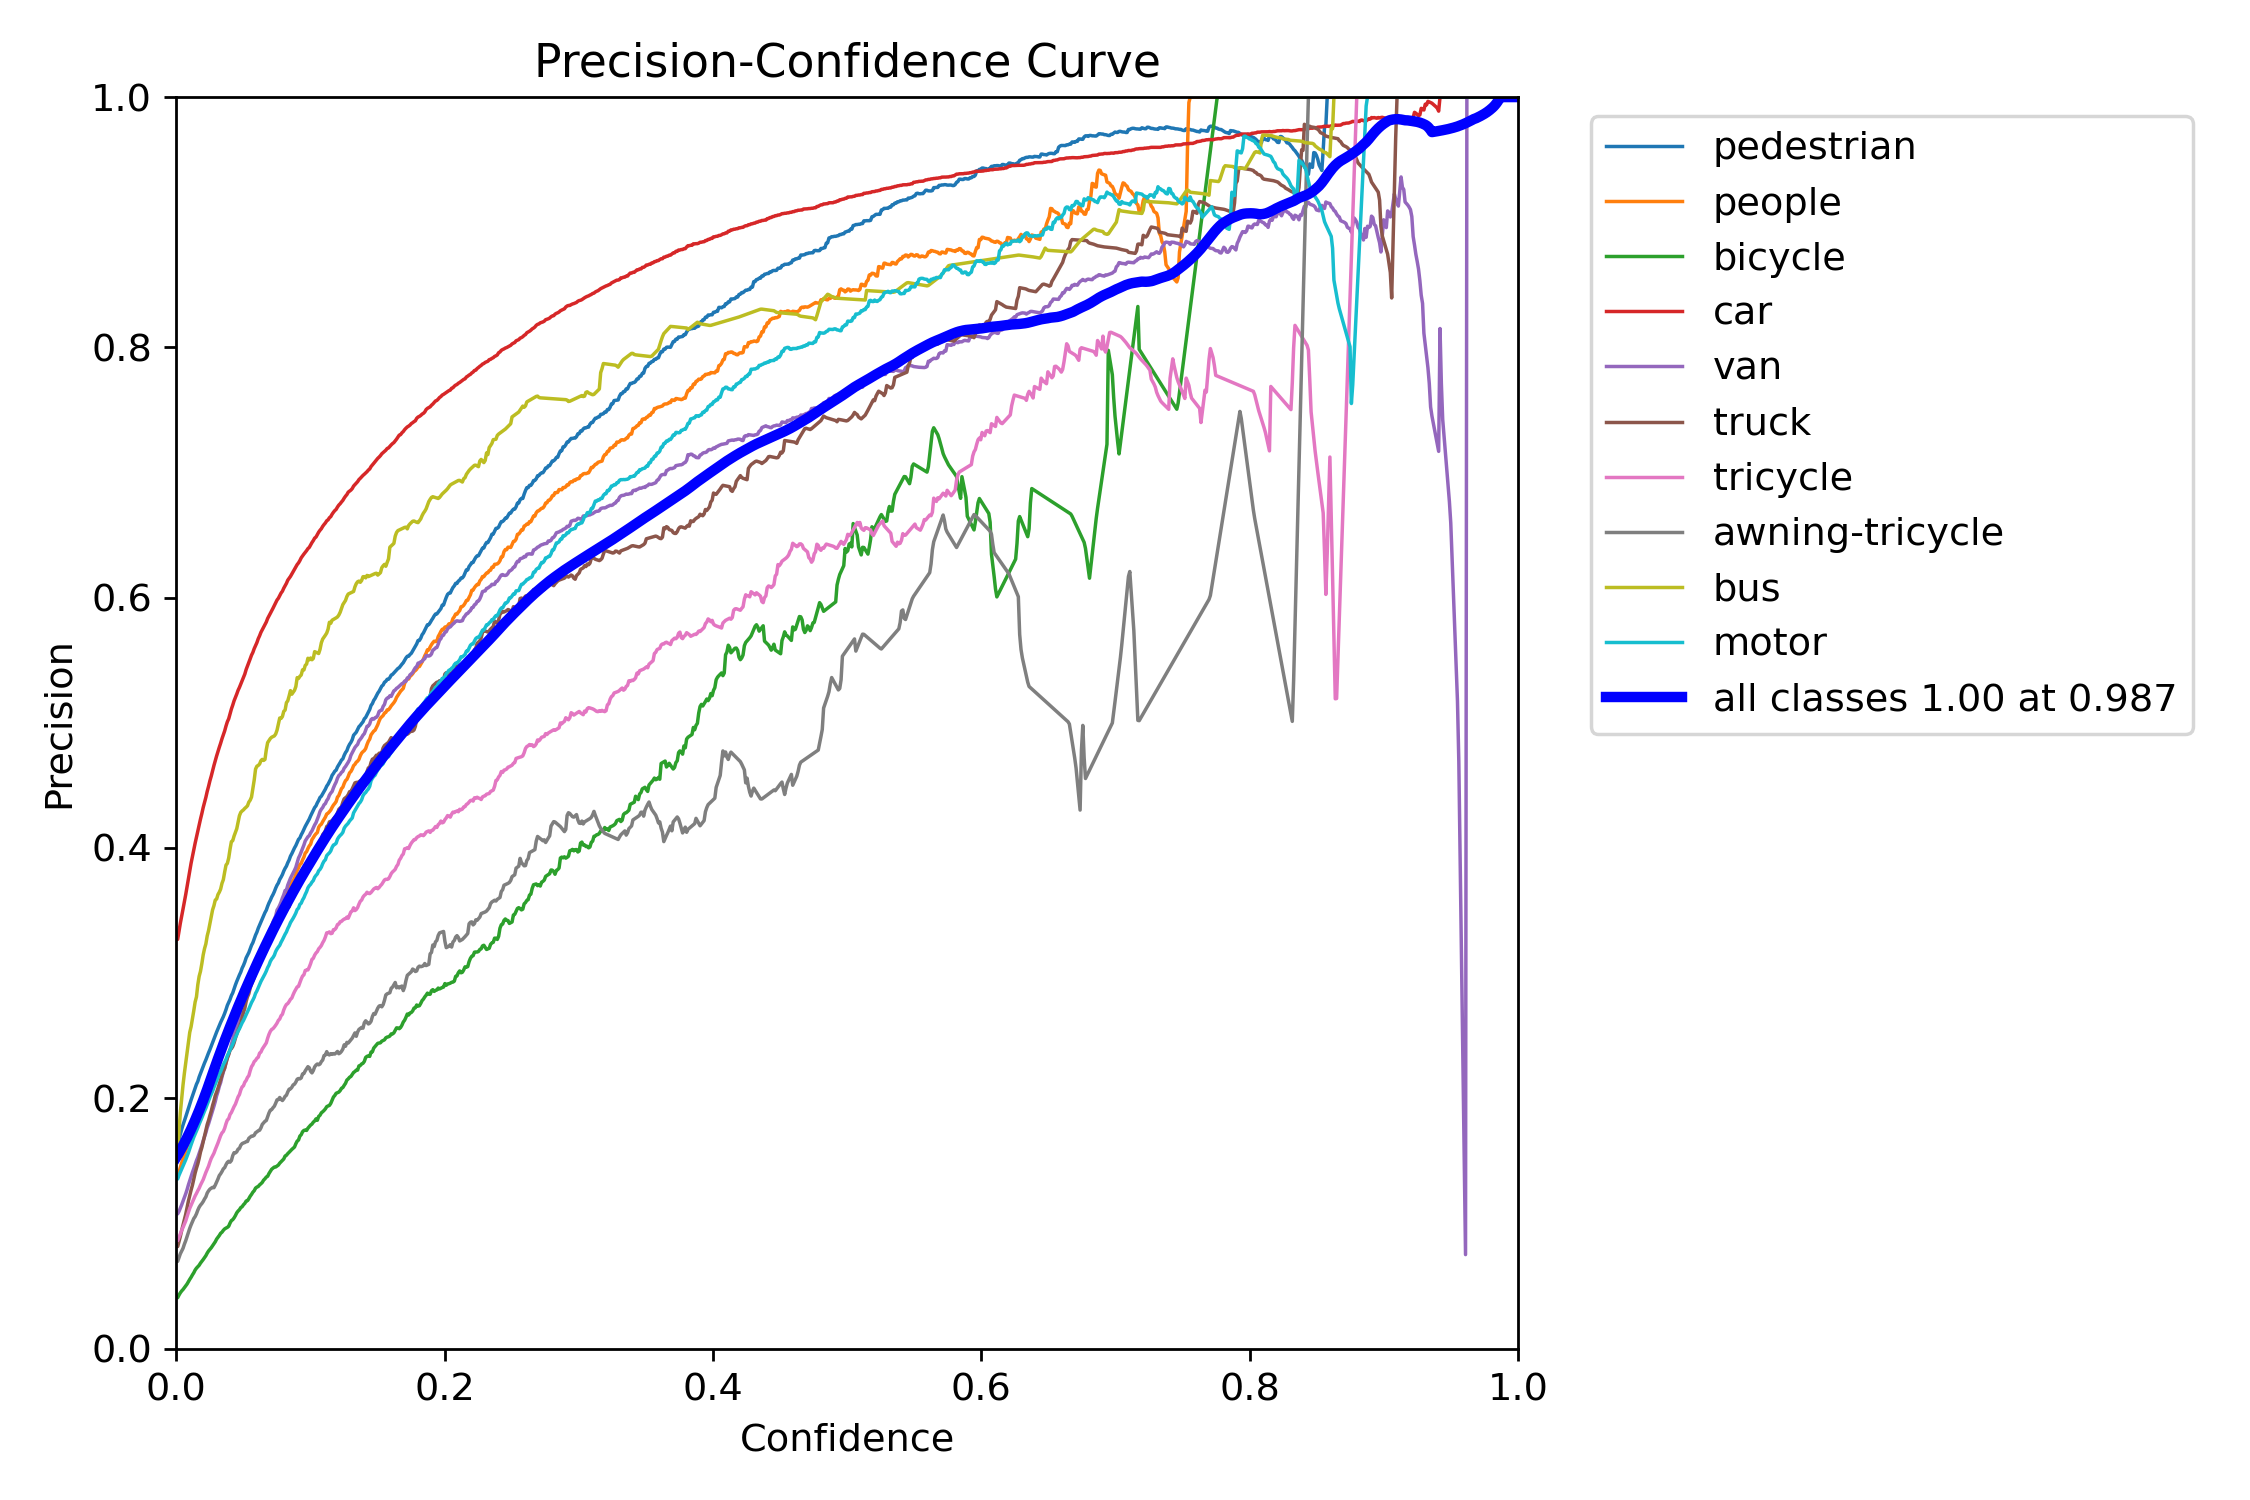 Precision-Confidence Curve
1.0
0.8
0.6
0.4
0.2
0.0
Precision
0.0 0.2 0.4 0.6 0.8 1.0
Confidence
pedestrian
people
bicycle
car
van
truck
tricycle
awning-tricycle
bus
motor
all classes 1.00 at 0.987